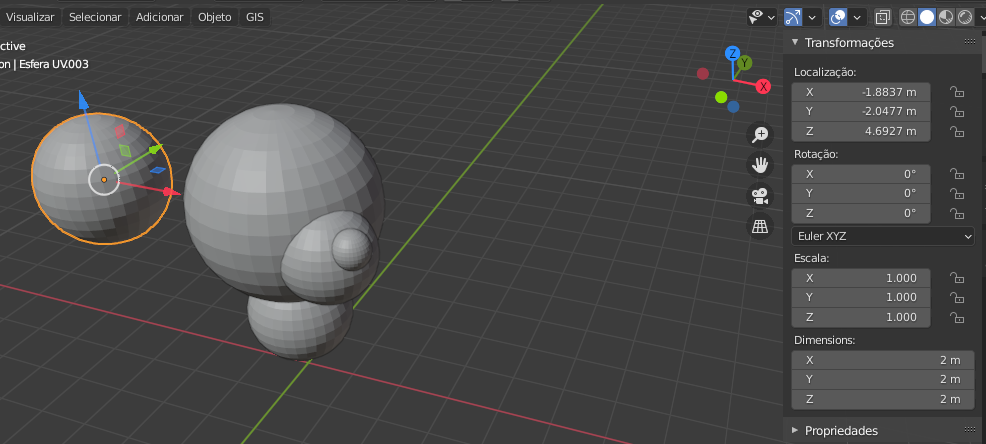 Visualizar Selecionar Adicionar Objeto GIS
ctive
on | Esfera UV.003
Z
Y
X
Transformações
Localização:
X -1.8837 m
Y -2.0477 m
Z 4.6927 m
Rotação:
X 0°
Y 0°
Z 0°
Euler XYZ
Escala:
X 1.000
Y 1.000
Z 1.000
Dimensions:
X 2 m
Y 2 m
Z 2 m
Propriedades